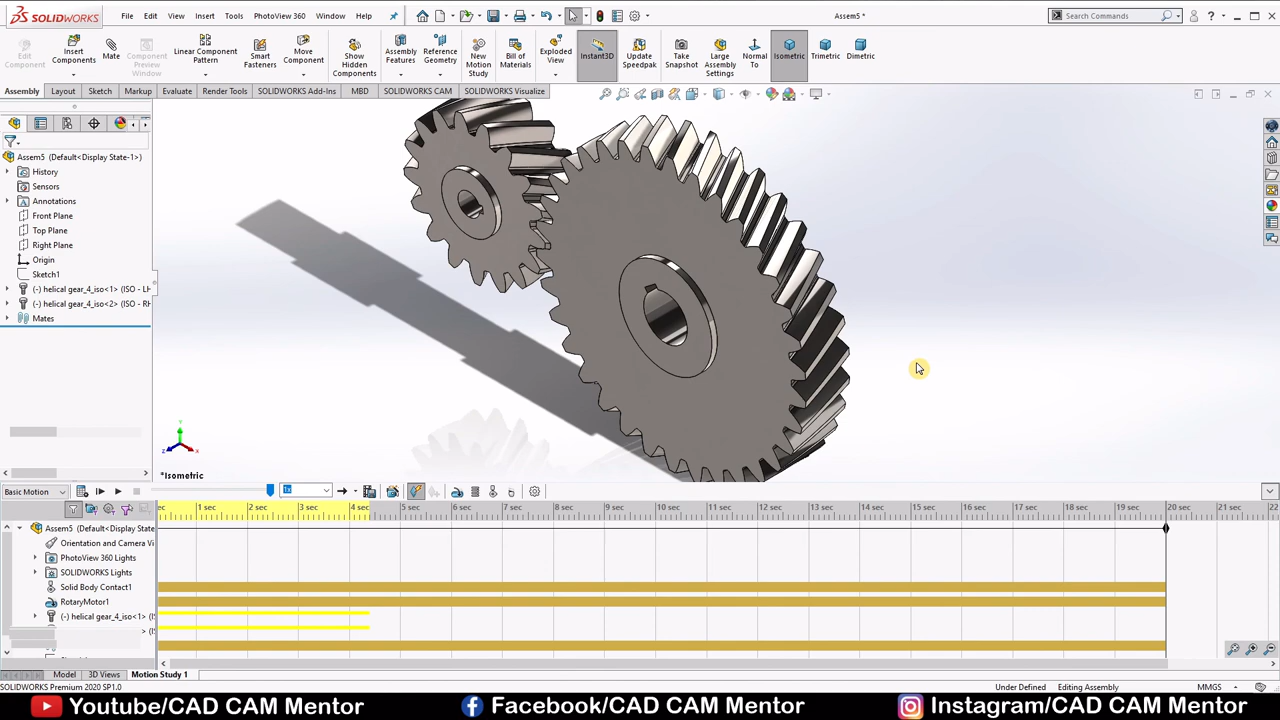 SOLIDWORKS File Edit View Insert Tools PhotoView 360 Window Help Assem5 * Search Commands ?
Edit Component
Insert Components
Mate
Component Preview Window
Linear Component Pattern
Smart Fasteners
Move Component
Show Hidden Components
Assembly Features
Reference Geometry
New Motion Study
Bill of Materials
Exploded View
Instant3D
Update Speedpak
Take Snapshot
Large Assembly Settings
Normal To
Isometric
Trimetric
Dimetric
Assembly Layout Sketch Markup Evaluate Render Tools SOLIDWORKS Add-Ins MBD SOLIDWORKS CAM SOLIDWORKS Visualize
Assem5 (Default<Display State-1>)
History
Sensors
Annotations
Front Plane
Top Plane
Right Plane
Origin
Sketch1
(-) helical gear_4_iso<1> (ISO - LH
(-) helical gear_4_iso<2> (ISO - RH
Mates
Y
Z X
*Isometric
Basic Motion 1x
1 sec 2 sec 3 sec 4 sec 5 sec 6 sec 7 sec 8 sec 9 sec 10 sec 11 sec 12 sec 13 sec 14 sec 15 sec 16 sec 17 sec 18 sec 19 sec 20 sec 21 sec 22
Assem5 (Default<Display State
Orientation and Camera Vi
PhotoView 360 Lights
SOLIDWORKS Lights
Solid Body Contact1
RotaryMotor1
(-) helical gear_4_iso<1> (I
Model 3D Views Motion Study 1
SOLIDWORKS Premium 2020 SP1.0 Under Defined Editing Assembly MMGS
Youtube/CAD CAM Mentor Facebook/CAD CAM Mentor Instagram/CAD CAM Mentor